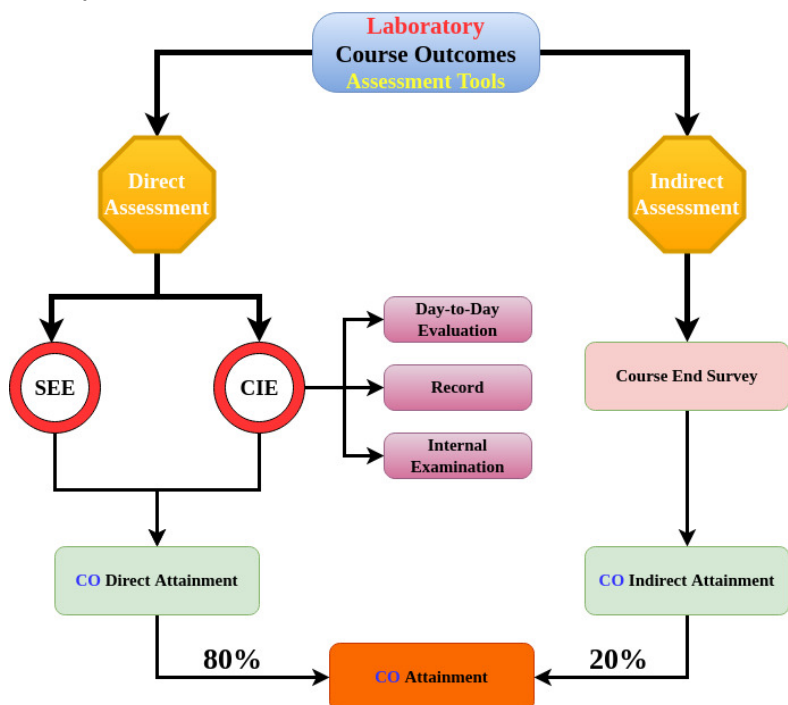 Laboratory
Course Outcomes
Assessment Tools
Direct
Assessment
Indirect
Assessment
SEE
CIE
Day-to-Day
Evaluation
Record
Internal
Examination
Course End Survey
CO Direct Attainment
CO Indirect Attainment
80%
20%
CO Attainment